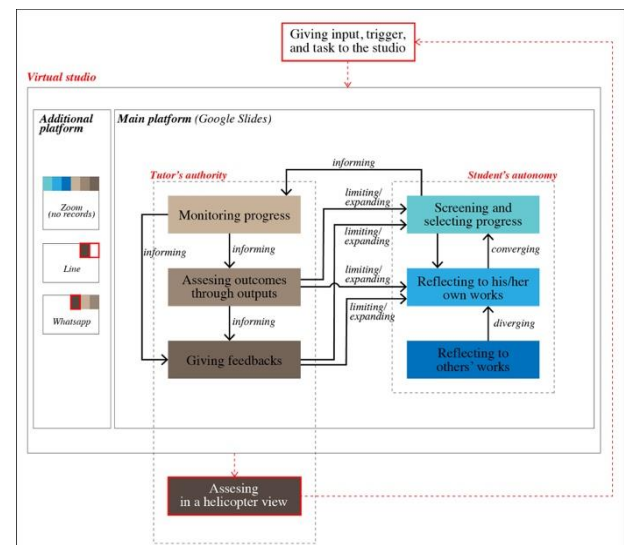 Giving input, trigger,
and task to the studio
Virtual studio
Additional
platform
Main platform (Google Slides)
Zoom
(no records)
Line
Whatsapp
Tutor's authority
Student's autonomy
informing
Monitoring progress
limiting/
expanding
Screening and
selecting progress
informing
informing
limiting/
expanding
converging
Assesing outcomes
through outputs
limiting/
expanding
Reflecting to his/her
own works
informing
limiting/
expanding
diverging
Giving feedbacks
Reflecting to
others' works
Assesing
in a helicopter view